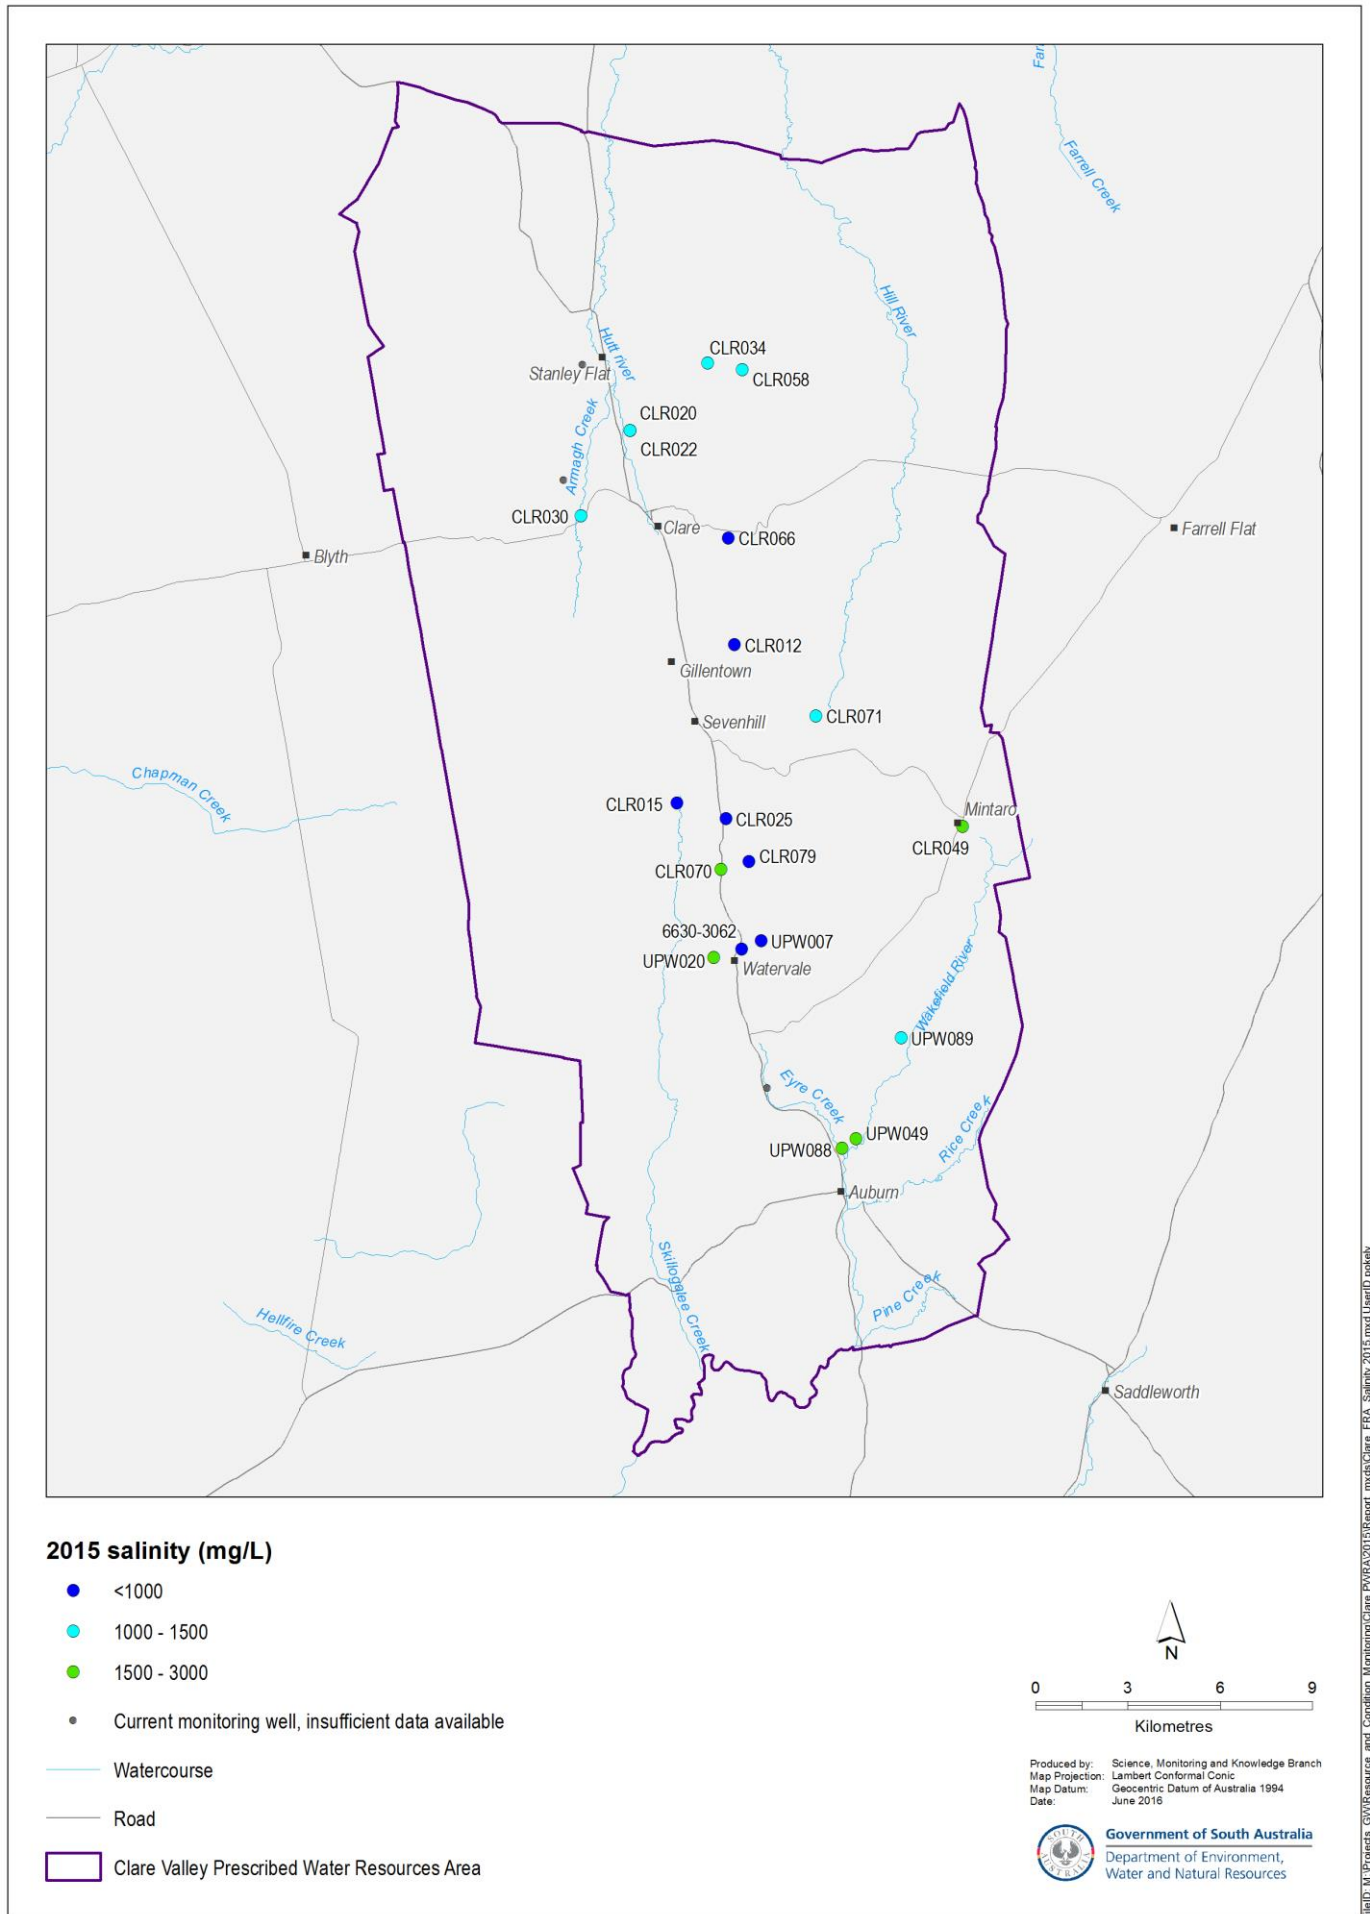 Farrell Creek
Hill River
Hutt river
CLR034
CLR058
Stanley Flat
CLR020
CLR022
Armagh Creek
CLR030
Clare
CLR066
Farrell Flat
Blyth
CLR012
Gillentown
CLR071
Sevenhill
Chapman Creek
CLR015
CLR025
Mintaro
CLR049
CLR079
CLR070
6630-3062
UPW007
UPW020
Watervale
Wakefield River
UPW089
Eyre Creek
UPW049
UPW088
Rice Creek
Auburn
Skillogalee Creek
Pine Creek
Hellfire Creek
Saddleworth
2015 salinity (mg/L)
<1000
1000 - 1500
1500 - 3000
Current monitoring well, insufficient data available
Watercourse
Road
Clare Valley Prescribed Water Resources Area
N
0 3 6 9
Kilometres
Produced by: Science, Monitoring and Knowledge Branch
Map Projection: Lambert Conformal Conic
Map Datum: Geocentric Datum of Australia 1994
Date: June 2016
SOUTH AUSTRALIA
Government of South Australia
Department of Environment,
Water and Natural Resources